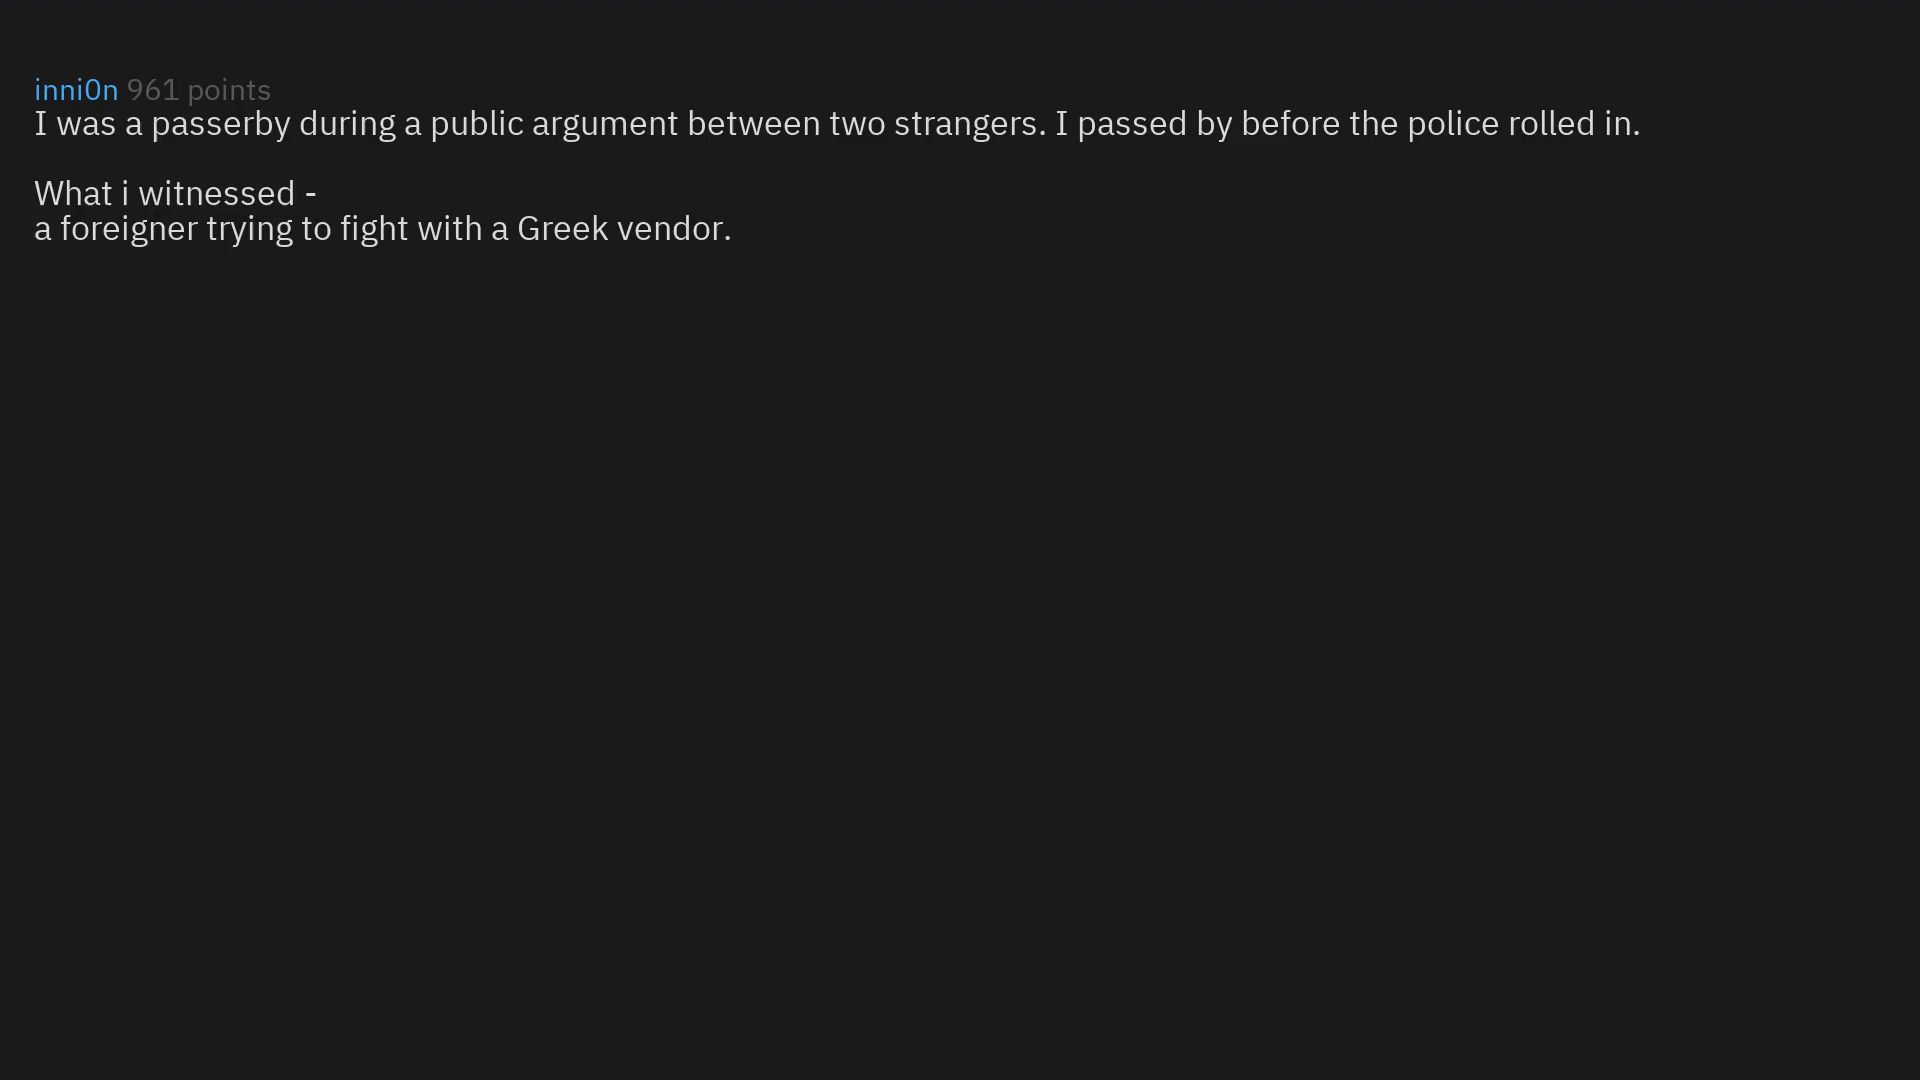 inni0n 961 points
I was a passerby during a public argument between two strangers. I passed by before the police rolled in.
What i witnessed -
a foreigner trying to fight with a Greek vendor.